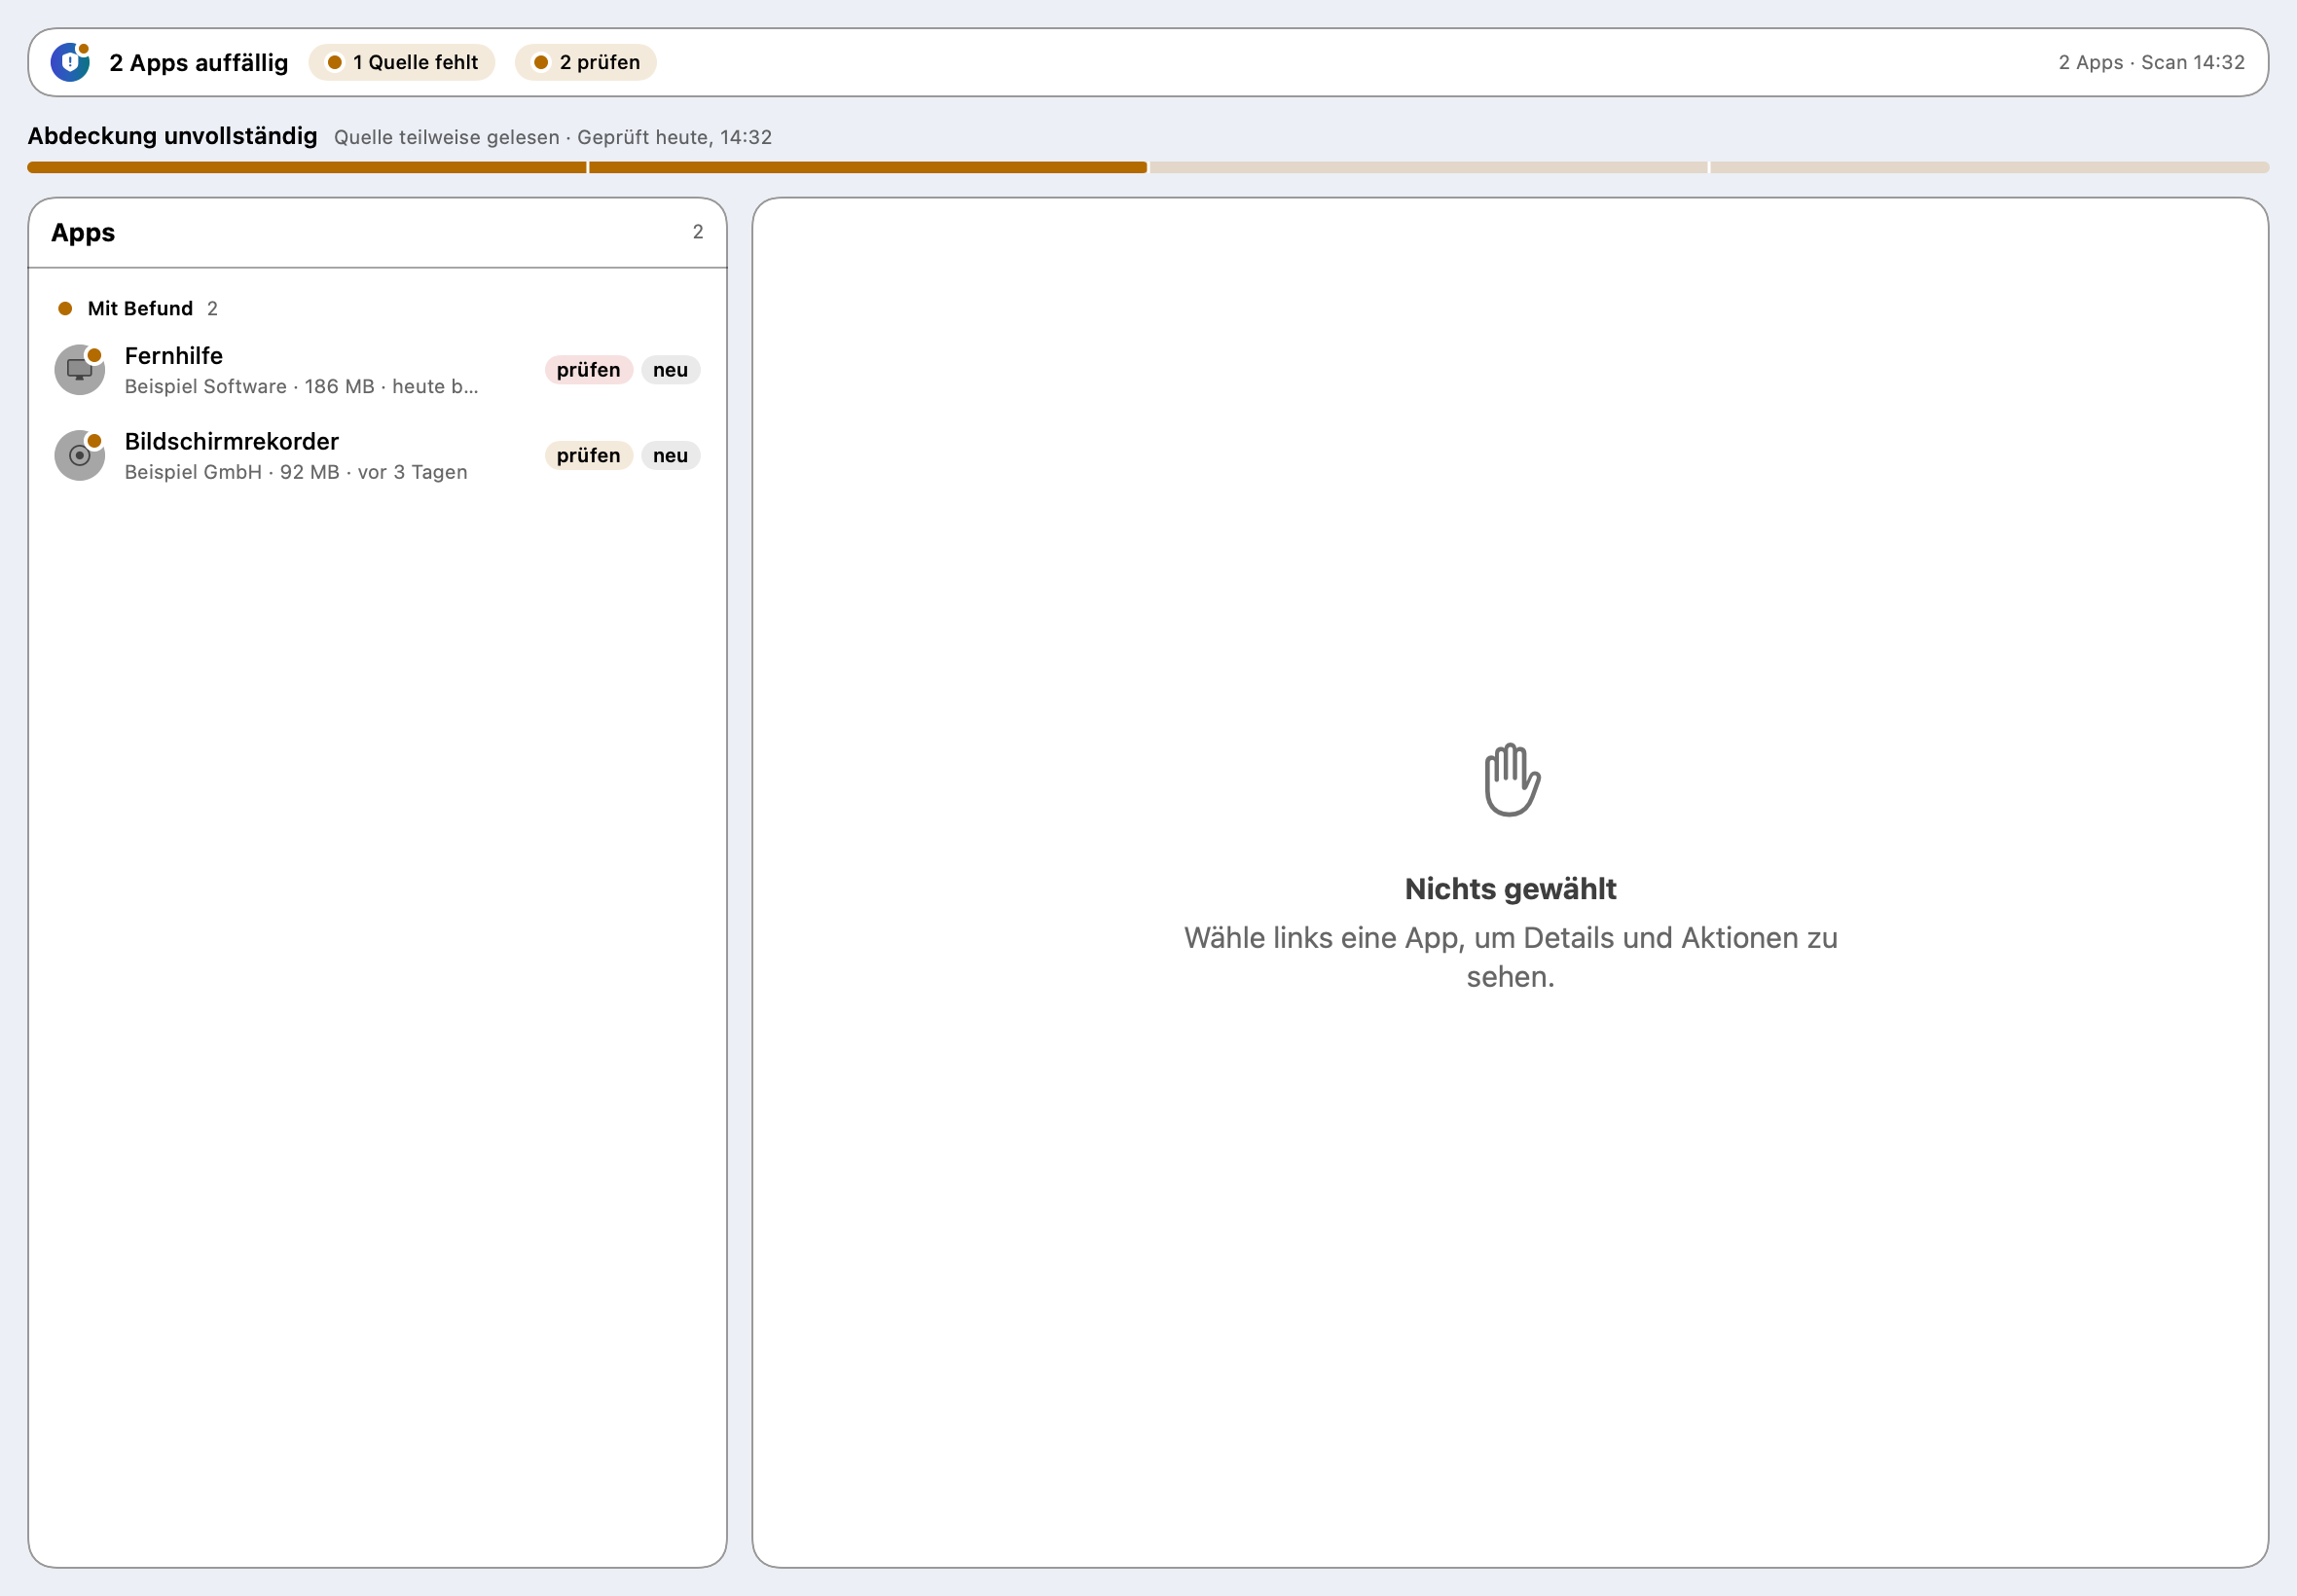 2 Apps auffällig
1 Quelle fehlt
2 prüfen
2 Apps · Scan 14:32
Abdeckung unvollständig
Quelle teilweise gelesen · Geprüft heute, 14:32
Apps
2
Mit Befund 2
Fernhilfe
Beispiel Software · 186 MB · heute b...
prüfen
neu
Bildschirmrekorder
Beispiel GmbH · 92 MB · vor 3 Tagen
prüfen
neu
Nichts gewählt
Wähle links eine App, um Details und Aktionen zu
sehen.